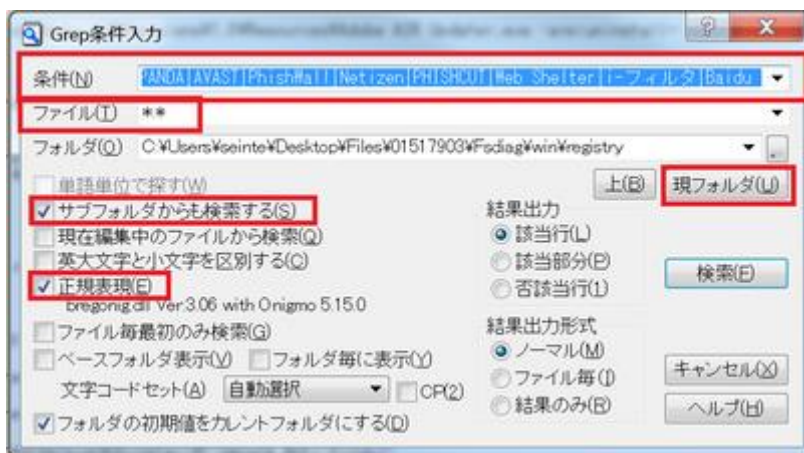 Grep条件入力
条件(N) PANDA|AVAST|PhishWall|Netizen|PHISHCUT|Web Shelter|i-フィルタ|Baidu
ファイル(T) **
フォルダ(O) C:¥Users¥seinte¥Desktop¥Files¥01517903¥Fsdiag¥win¥registry
単語単位で探す(W)
上(B) 現フォルダ(U)
サブフォルダからも検索する(S)
現在編集中のファイルから検索(Q)
英大文字と小文字を区別する(C)
正規表現(E)
bregonig.dll Ver.3.06 with Onigmo 5.15.0
ファイル毎最初のみ検索(G)
ベースフォルダ表示(V) フォルダ毎に表示(Y)
文字コードセット(A) 自動選択 CP(2)
フォルダの初期値をカレントフォルダにする(D)
結果出力
該当行(L)
該当部分(P)
否該当行(1)
結果出力形式
ノーマル(M)
ファイル毎(I)
結果のみ(R)
検索(F)
キャンセル(X)
ヘルプ(H)